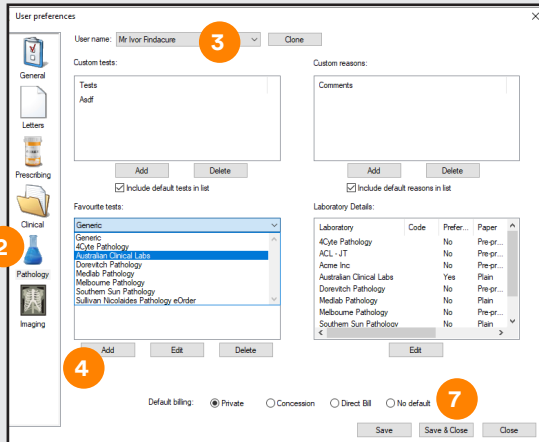 User preferences
User name: Mr Ivor Findacure 3 Clone
General
Letters
Prescribing
Clinical
2
Pathology
Imaging
Custom tests:
Tests
Asdf
Add Delete
Include default tests in list
Custom reasons:
Comments
Add Delete
Include default reasons in list
Favourite tests:
Generic
Generic
4Cyte Pathology
Australian Clinical Labs
Dorevitch Pathology
Medlab Pathology
Melbourne Pathology
Southern Sun Pathology
Sullivan Nicolaides Pathology eOrder
Add Edit Delete
4
Laboratory Details:
Laboratory Code Prefer... Paper
4Cyte Pathology No Pre-pr...
ACL - JT No Pre-pr...
Acme Inc No Pre-pr...
Australian Clinical Labs Yes Plain
Dorevitch Pathology No Pre-pr...
Medlab Pathology No Plain
Melbourne Pathology No Pre-pr...
Southern Sun Pathology No Plain
Edit
Default billing: Private Concession Direct Bill No default 7
Save Save & Close Close